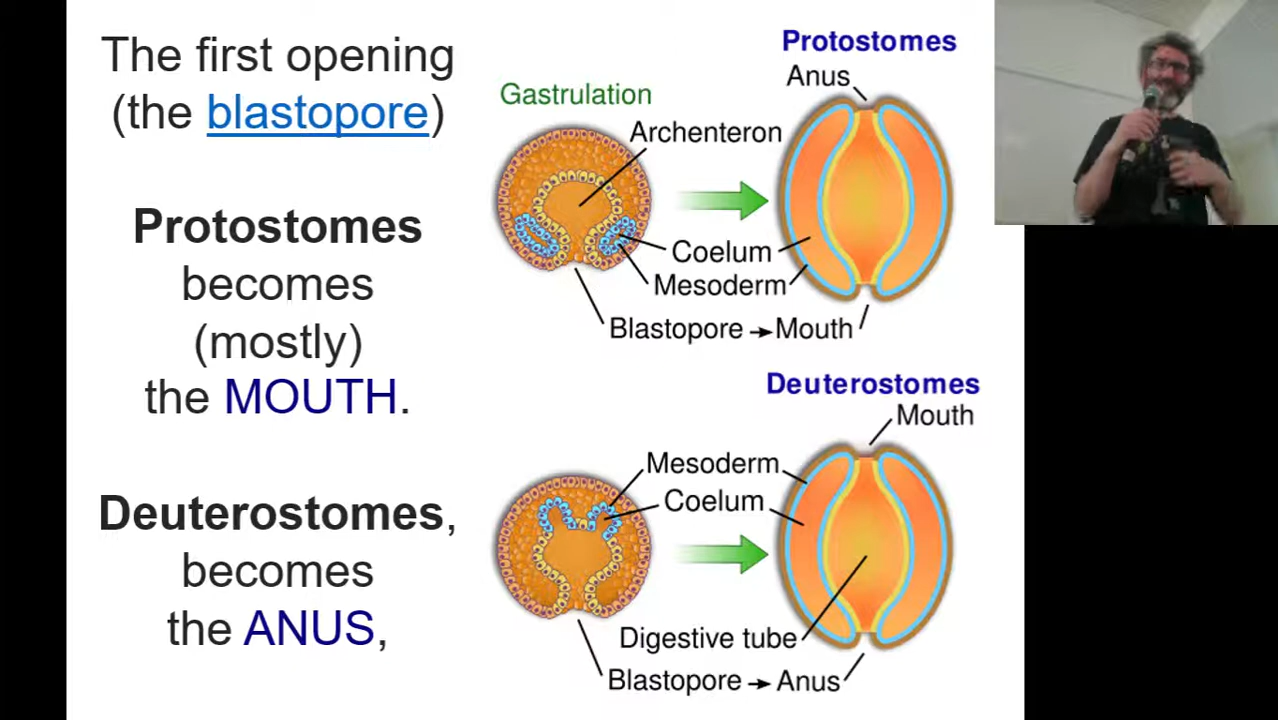 The first opening
(the blastopore)
Protostomes
becomes
(mostly)
the MOUTH.
Deuterostomes,
becomes
the ANUS,
Protostomes
Anus
Gastrulation
Archenteron
Coelum
Mesoderm
Blastopore → Mouth
Deuterostomes
Mouth
Mesoderm
Coelum
Digestive tube
Blastopore → Anus